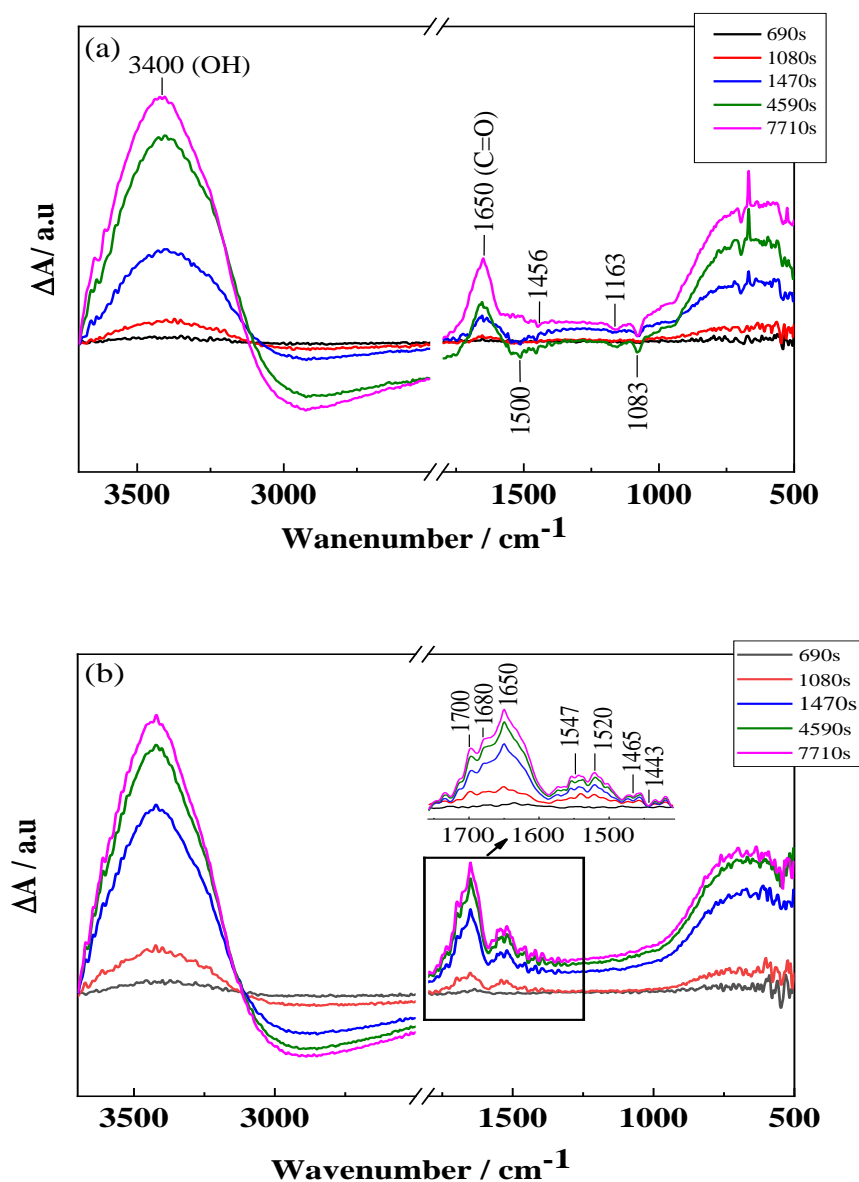 (a)
3400 (OH)
1650 (C=O)
1456
1163
1500
1083
690s
1080s
1470s
4590s
7710s
ΔA/ a.u
3500 3000 1500 1000 500
Wanenumber / cm-1
(b)
690s
1080s
1470s
4590s
7710s
1700
1680
1650
1547
1520
1465
1443
1700 1600 1500
ΔA / a.u
3500 3000 1500 1000 500
Wavenumber / cm-1